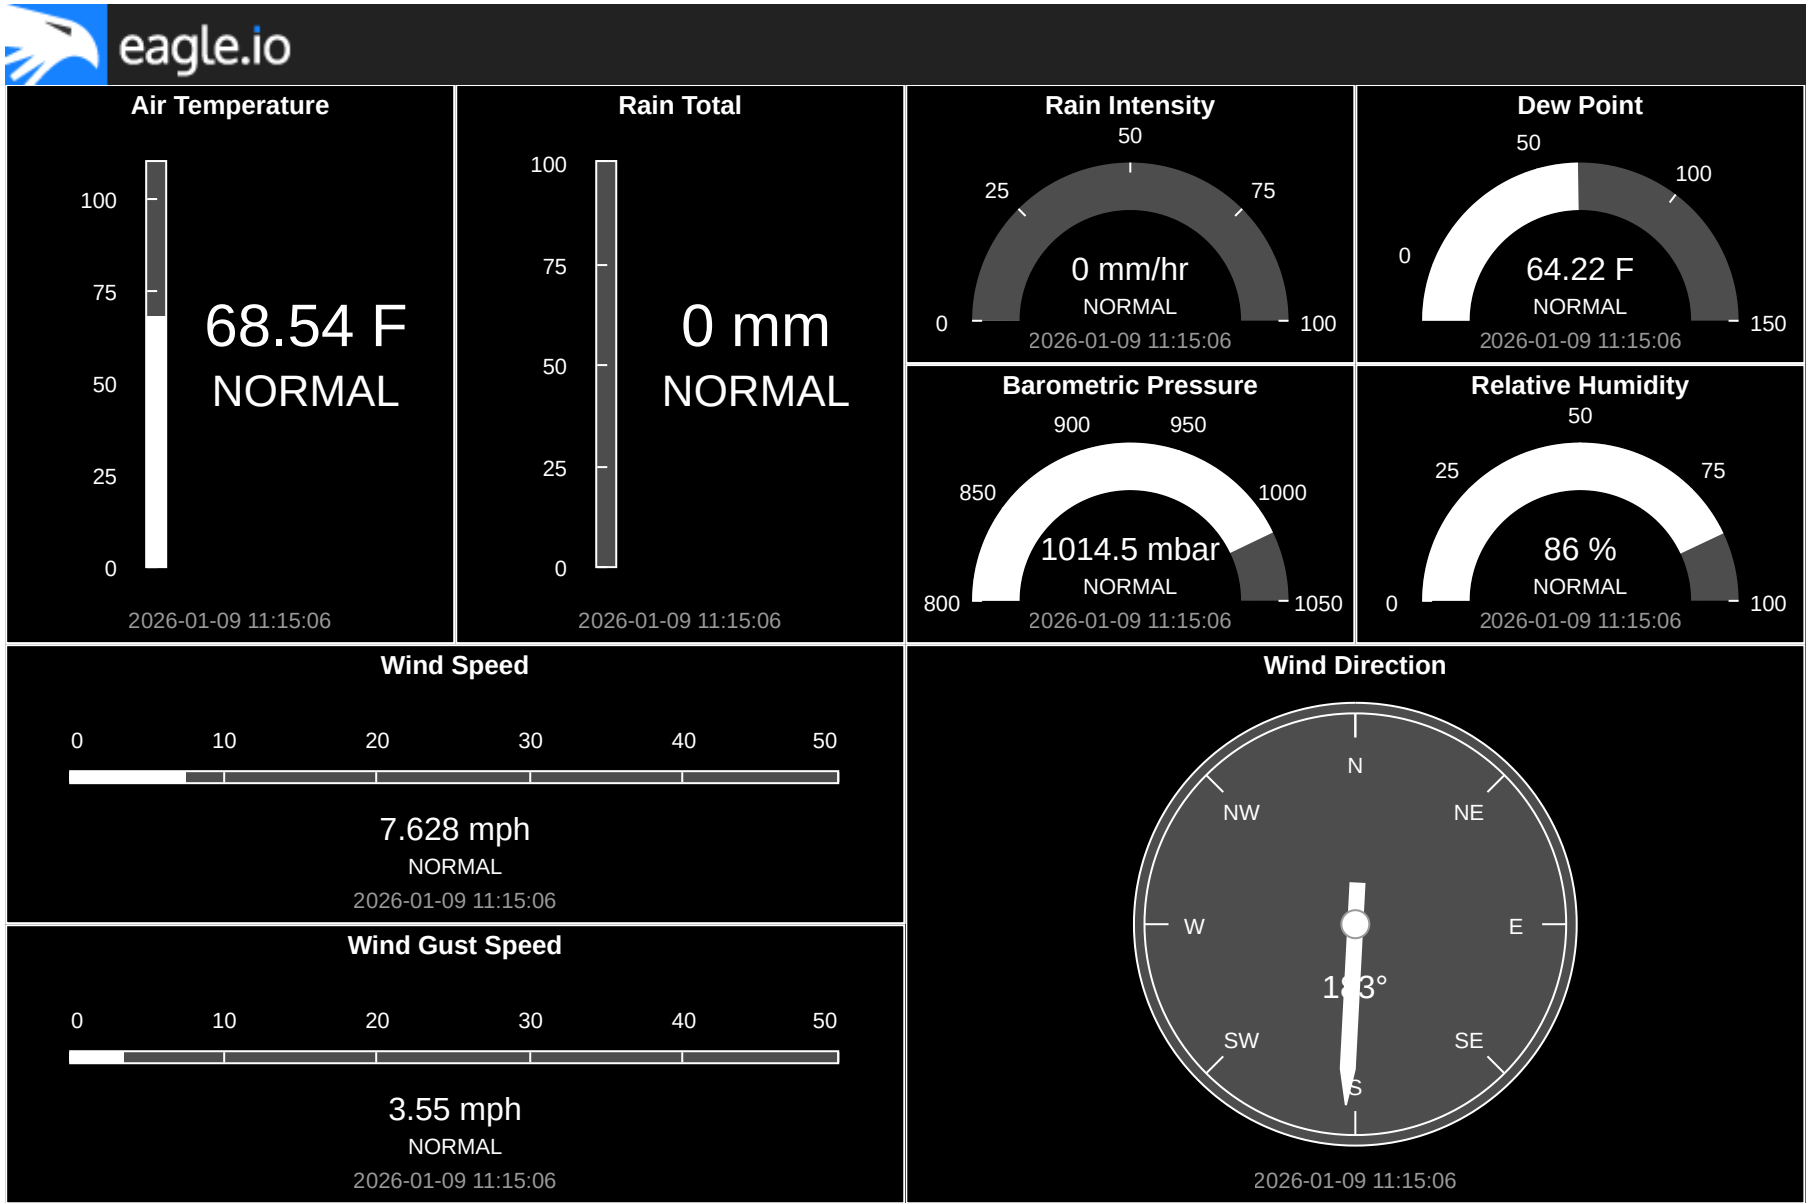 eagle.io
Air Temperature
100
75
50
25
0
68.54 F
NORMAL
2026-01-09 11:15:06
Rain Total
100
75
50
25
0
0 mm
NORMAL
2026-01-09 11:15:06
Rain Intensity
0
25
50
75
100
0 mm/hr
NORMAL
2026-01-09 11:15:06
Dew Point
0
50
100
150
64.22 F
NORMAL
2026-01-09 11:15:06
Barometric Pressure
800
850
900
950
1000
1050
1014.5 mbar
NORMAL
2026-01-09 11:15:06
Relative Humidity
0
25
50
75
100
86 %
NORMAL
2026-01-09 11:15:06
Wind Speed
0 10 20 30 40 50
7.628 mph
NORMAL
2026-01-09 11:15:06
Wind Gust Speed
0 10 20 30 40 50
3.55 mph
NORMAL
2026-01-09 11:15:06
Wind Direction
N
NW NE
W E
183°
SW SE
S
2026-01-09 11:15:06